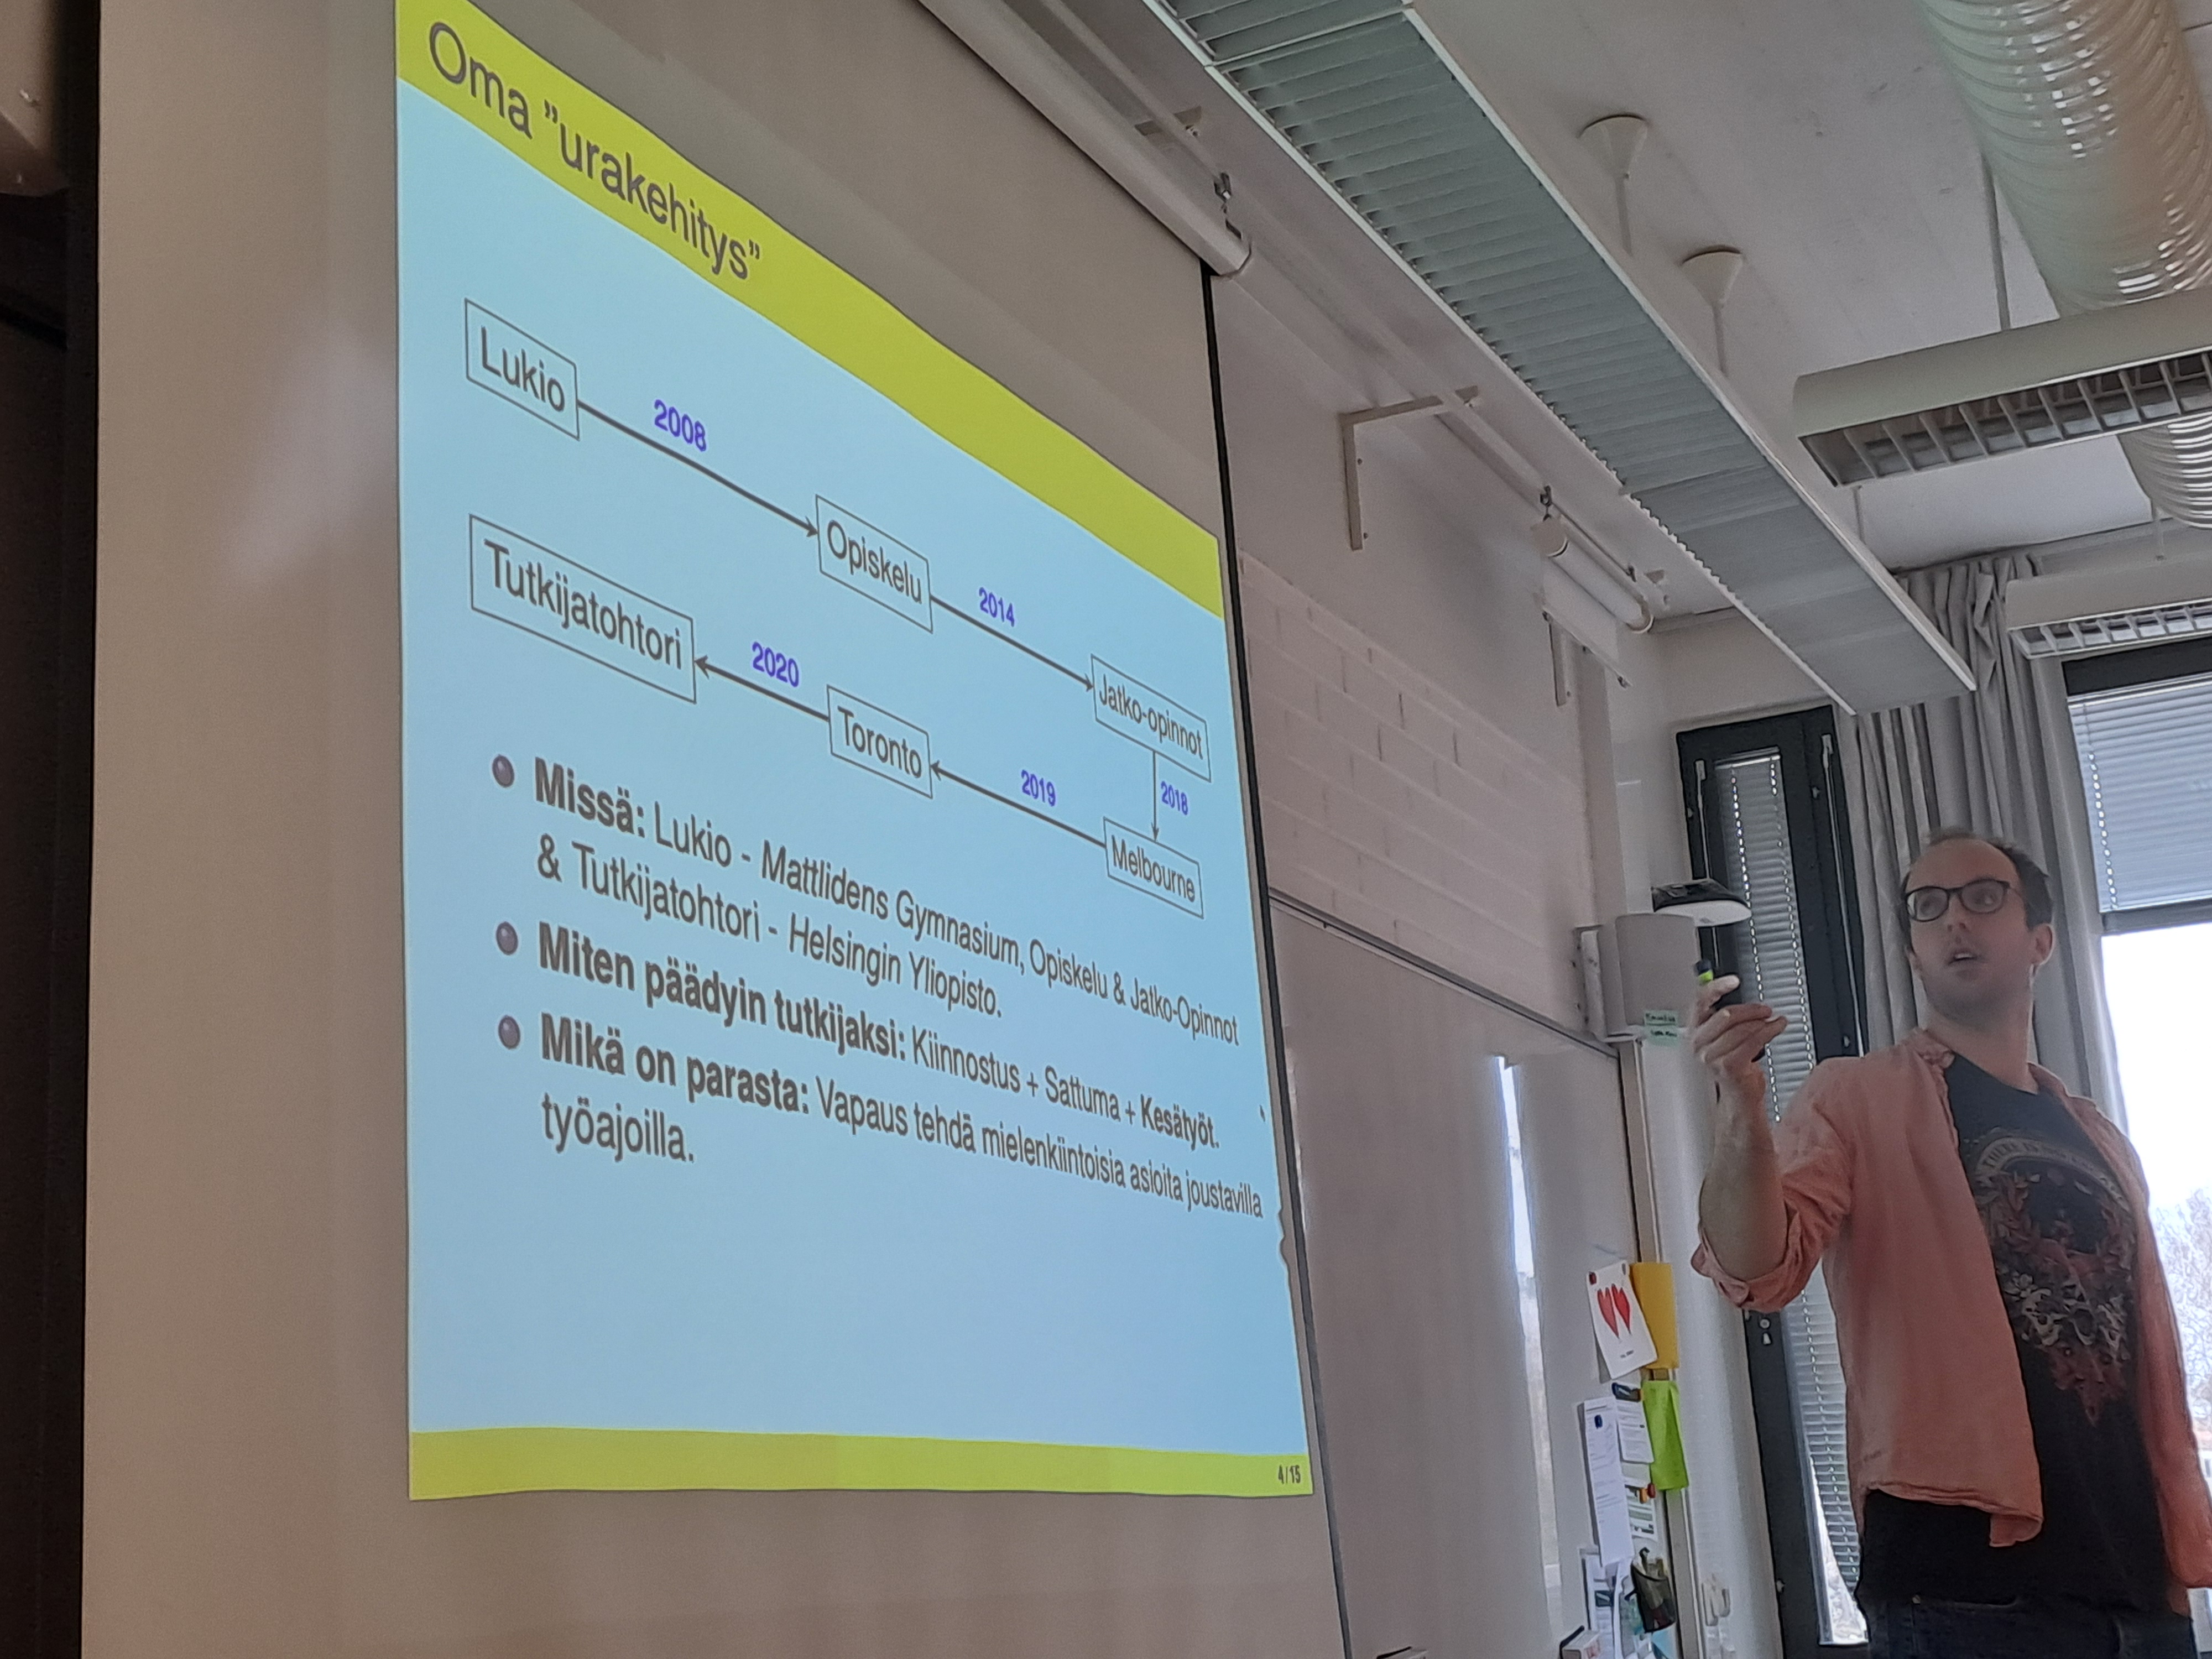 Oma ”urakehitys”
Lukio
2008
Opiskelu
2014
Jatko-opinnot
2018
Melbourne
2019
Toronto
2020
Tutkijatohtori
Missä: Lukio - Mattlidens Gymnasium, Opiskelu & Jatko-Opinnot
& Tutkijatohtori - Helsingin Yliopisto.
Miten päädyin tutkijaksi: Kiinnostus + Sattuma + Kesätyöt.
Mikä on parasta: Vapaus tehdä mielenkiintoisia asioita joustavilla
työajoilla.
4/15